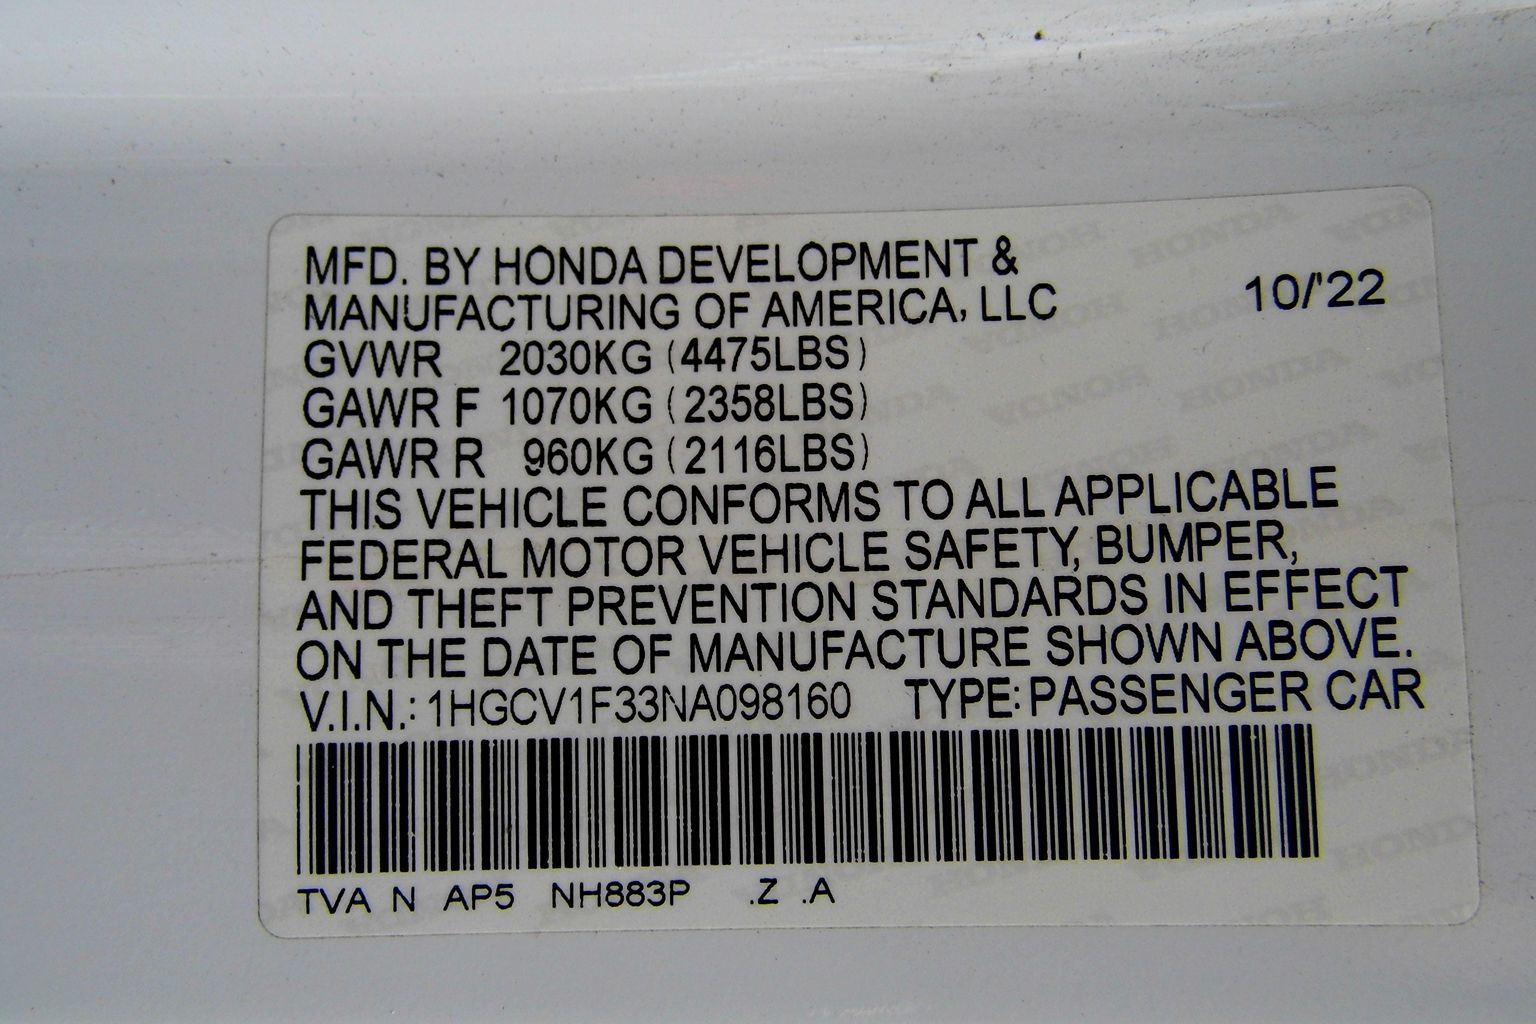 MFD. BY HONDA DEVELOPMENT &
MANUFACTURING OF AMERICA, LLC 10/'22
GVWR 2030KG (4475LBS)
GAWR F 1070KG (2358LBS)
GAWR R 960KG (2116LBS)
THIS VEHICLE CONFORMS TO ALL APPLICABLE
FEDERAL MOTOR VEHICLE SAFETY, BUMPER,
AND THEFT PREVENTION STANDARDS IN EFFECT
ON THE DATE OF MANUFACTURE SHOWN ABOVE.
V.I.N.: 1HGCV1F33NA098160 TYPE: PASSENGER CAR
TVA N AP5 NH883P .Z .A